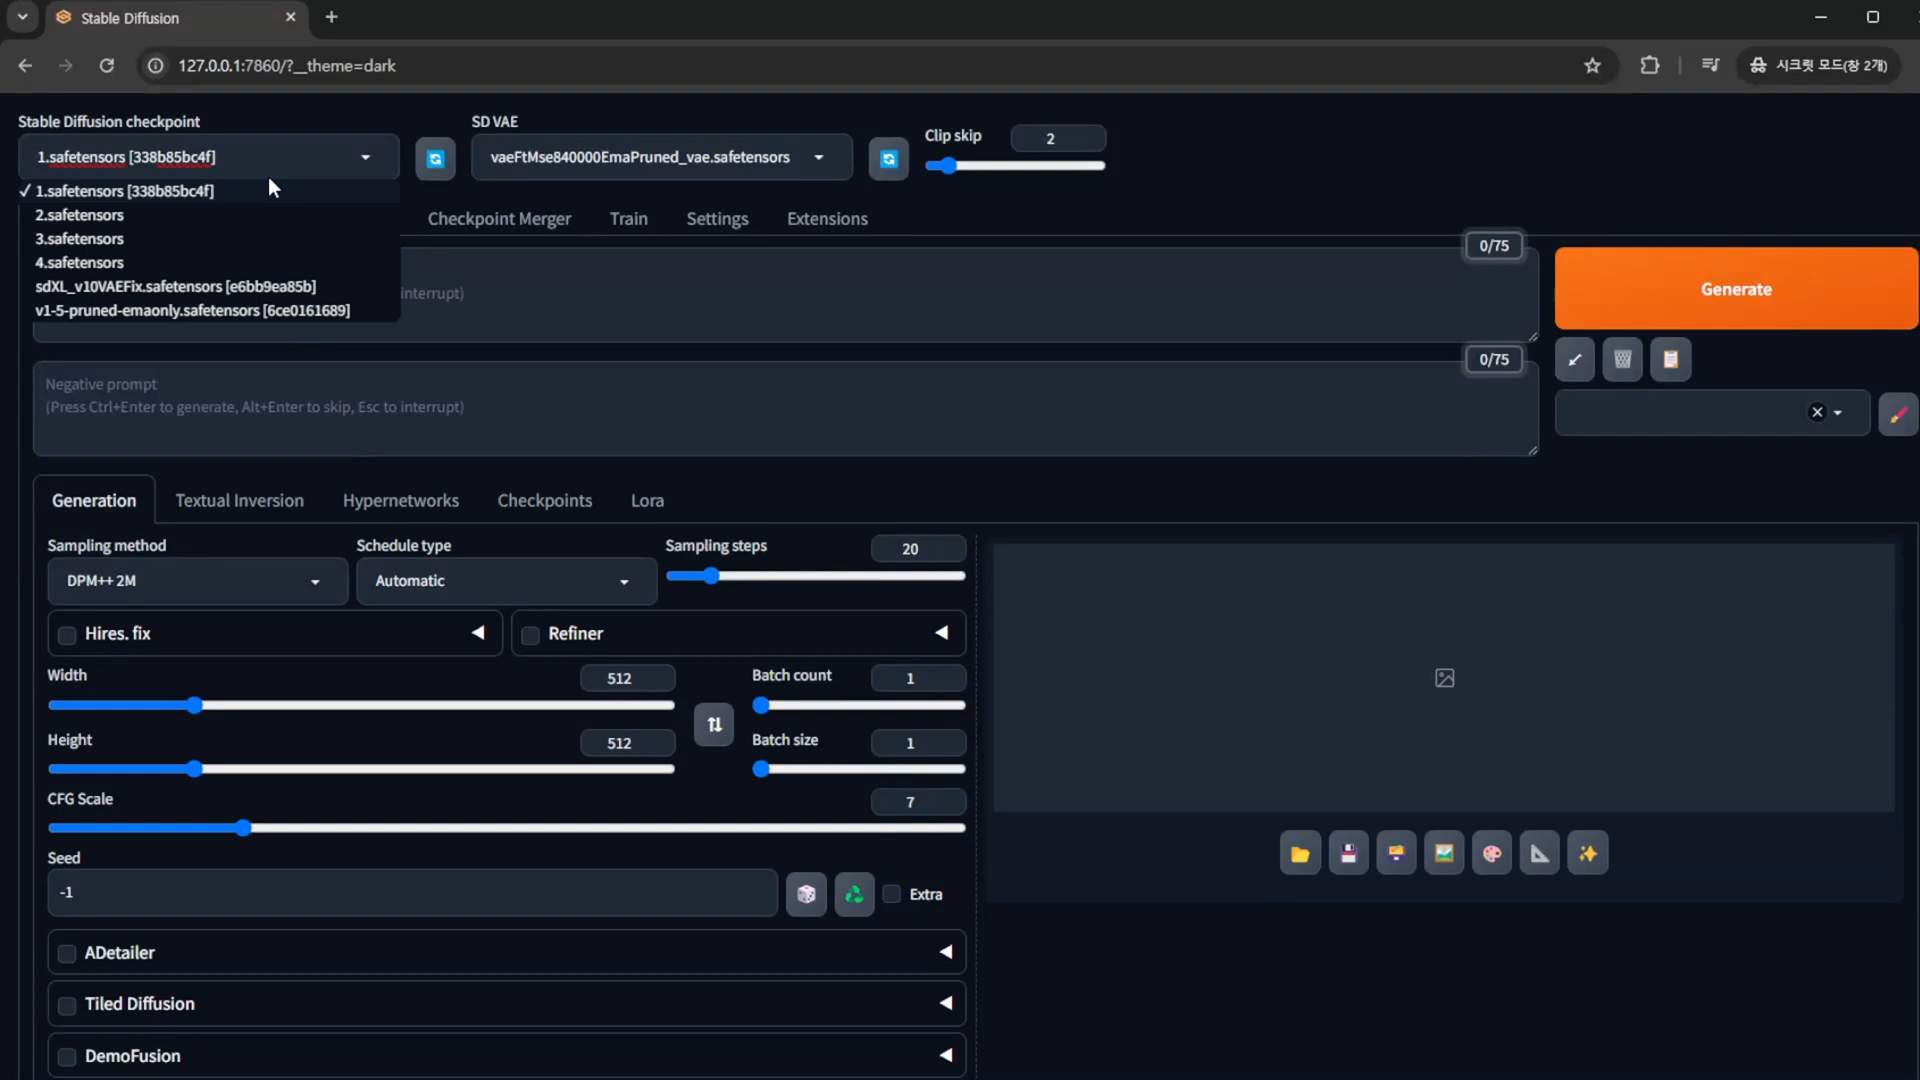 Stable Diffusion
127.0.0.1:7860/?__theme=dark
시크릿 모드(창 2개)
Stable Diffusion checkpoint
SD VAE
Clip skip
2
1.safetensors [338b85bc4f]
vaeFtMse840000EmaPruned_vae.safetensors
1.safetensors [338b85bc4f]
2.safetensors
3.safetensors
4.safetensors
sdXL_v10VAEFix.safetensors [e6bb9ea85b]
v1-5-pruned-emaonly.safetensors [6ce0161689]
Checkpoint Merger
Train
Settings
Extensions
0/75
interrupt)
Generate
0/75
Negative prompt
(Press Ctrl+Enter to generate, Alt+Enter to skip, Esc to interrupt)
Generation
Textual Inversion
Hypernetworks
Checkpoints
Lora
Sampling method
Schedule type
Sampling steps
20
DPM++ 2M
Automatic
Hires. fix
Refiner
Width
512
Batch count
1
Height
512
Batch size
1
CFG Scale
7
Seed
-1
Extra
ADetailer
Tiled Diffusion
DemoFusion